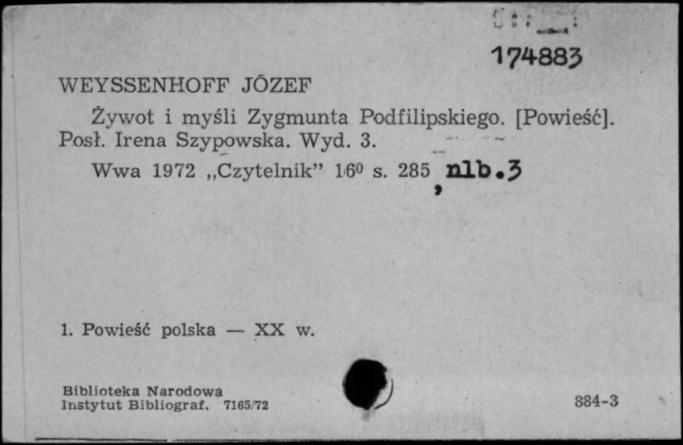 174883
WEYSSENHOFF JÓZEF
Żywot i myśli Zygmunta Podfilipskiego. [Powieść].
Posł. Irena Szypowska. Wyd. 3.
Wwa 1972 „Czytelnik” 16⁰ s. 285, nlb.3
1. Powieść polska — XX w.
Biblioteka Narodowa
Instytut Bibliograf. 7165/72
884-3